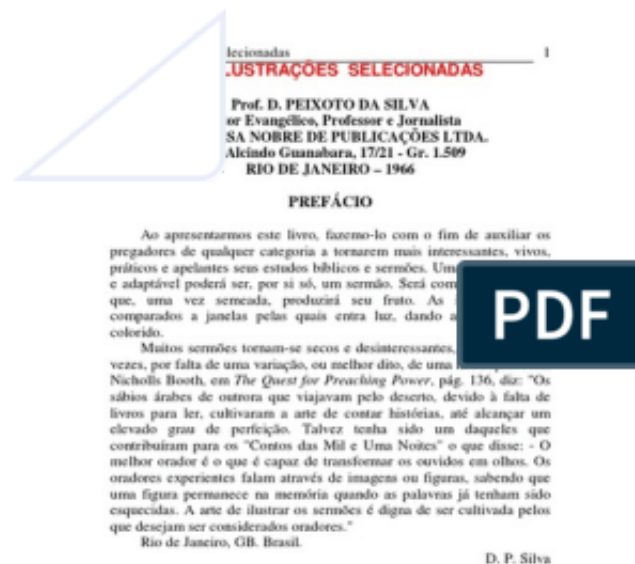 lecionadas 1
LUSTRAÇÕES SELECIONADAS
Prof. D. PEIXOTO DA SILVA
or Evangélico, Professor e Jornalista
SA NOBRE DE PUBLICAÇÕES LTDA.
Alcindo Guanabara, 17/21 - Gr. 1.509
RIO DE JANEIRO – 1966
PREFÁCIO
Ao apresentarmos este livro, fazemo-lo com o fim de auxiliar os
pregadores de qualquer categoria a tornarem mais interessantes, vivos,
práticos e apelantes seus estudos bíblicos e sermões. Um
e adaptável poderá ser, por si só, um sermão. Será com
que, uma vez semeada, produzirá seu fruto. As
comparados a janelas pelas quais entra luz, dando a
colorido.
PDF
Muitos sermões tornam-se secos e desinteressantes,
vezes, por falta de uma variação, ou melhor dito, de uma
Nicholls Booth, em The Quest for Preaching Power, pág. 136, diz: "Os
sábios árabes de outrora que viajavam pelo deserto, devido à falta de
livros para ler, cultivaram a arte de contar histórias, até alcançar um
elevado grau de perfeição. Talvez tenha sido um daqueles que
contribuíram para os "Contos das Mil e Uma Noites" o que disse: - O
melhor orador é o que é capaz de transformar os ouvidos em olhos. Os
oradores experientes falam através de imagens ou figuras, sabendo que
uma figura permanece na memória quando as palavras já tenham sido
esquecidas. A arte de ilustrar os sermões é digna de ser cultivada pelos
que desejam ser considerados oradores."
Rio de Janeiro, GB. Brasil.
D. P. Silva